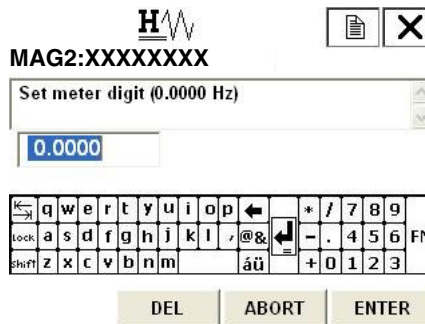 H
MAG2:XXXXXXXX
Set meter digit (0.0000 Hz)
0.0000
q w e r t y u i o p * / 7 8 9
Lock a s d f g h j k l , @& - . 4 5 6 FN
Shift z x c v b n m áü = + 0 1 2 3
DEL ABORT ENTER